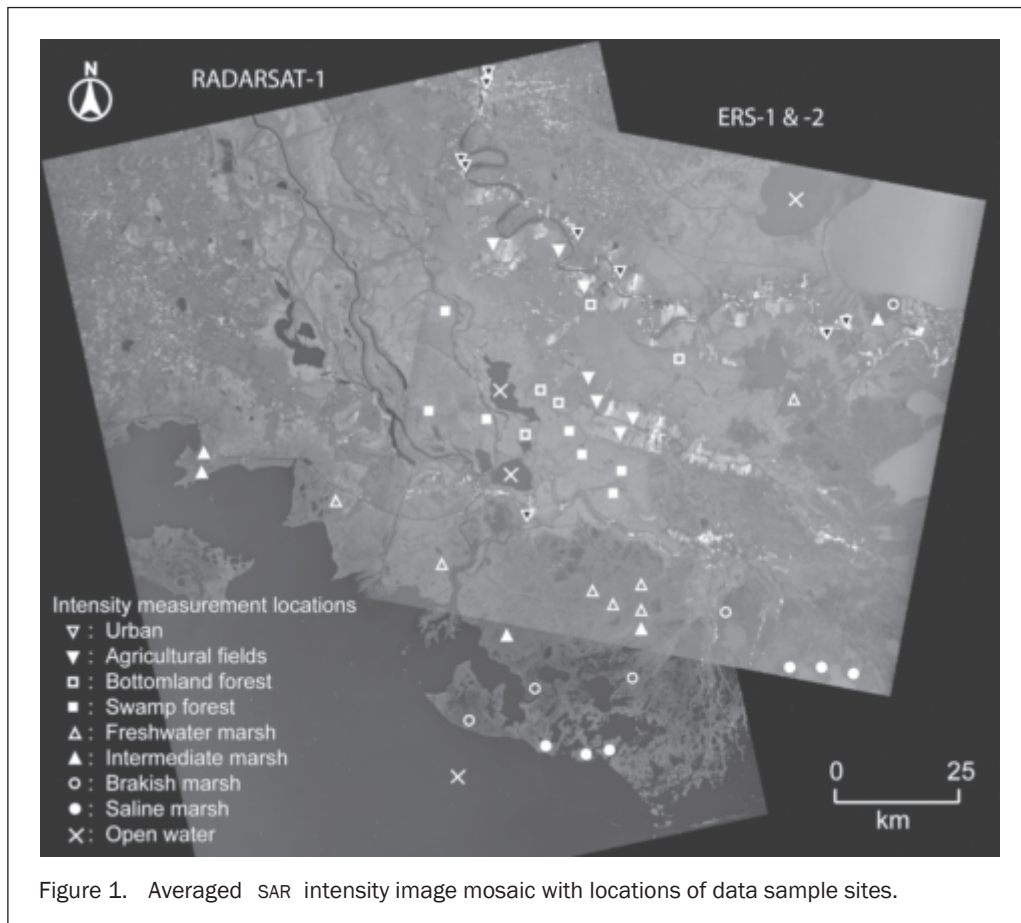 N
RADARSAT-1
ERS-1 & -2
Intensity measurement locations
: Urban
: Agricultural fields
: Bottomland forest
: Swamp forest
: Freshwater marsh
: Intermediate marsh
: Brakish marsh
: Saline marsh
: Open water
0 25
km
Figure 1. Averaged SAR intensity image mosaic with locations of data sample sites.